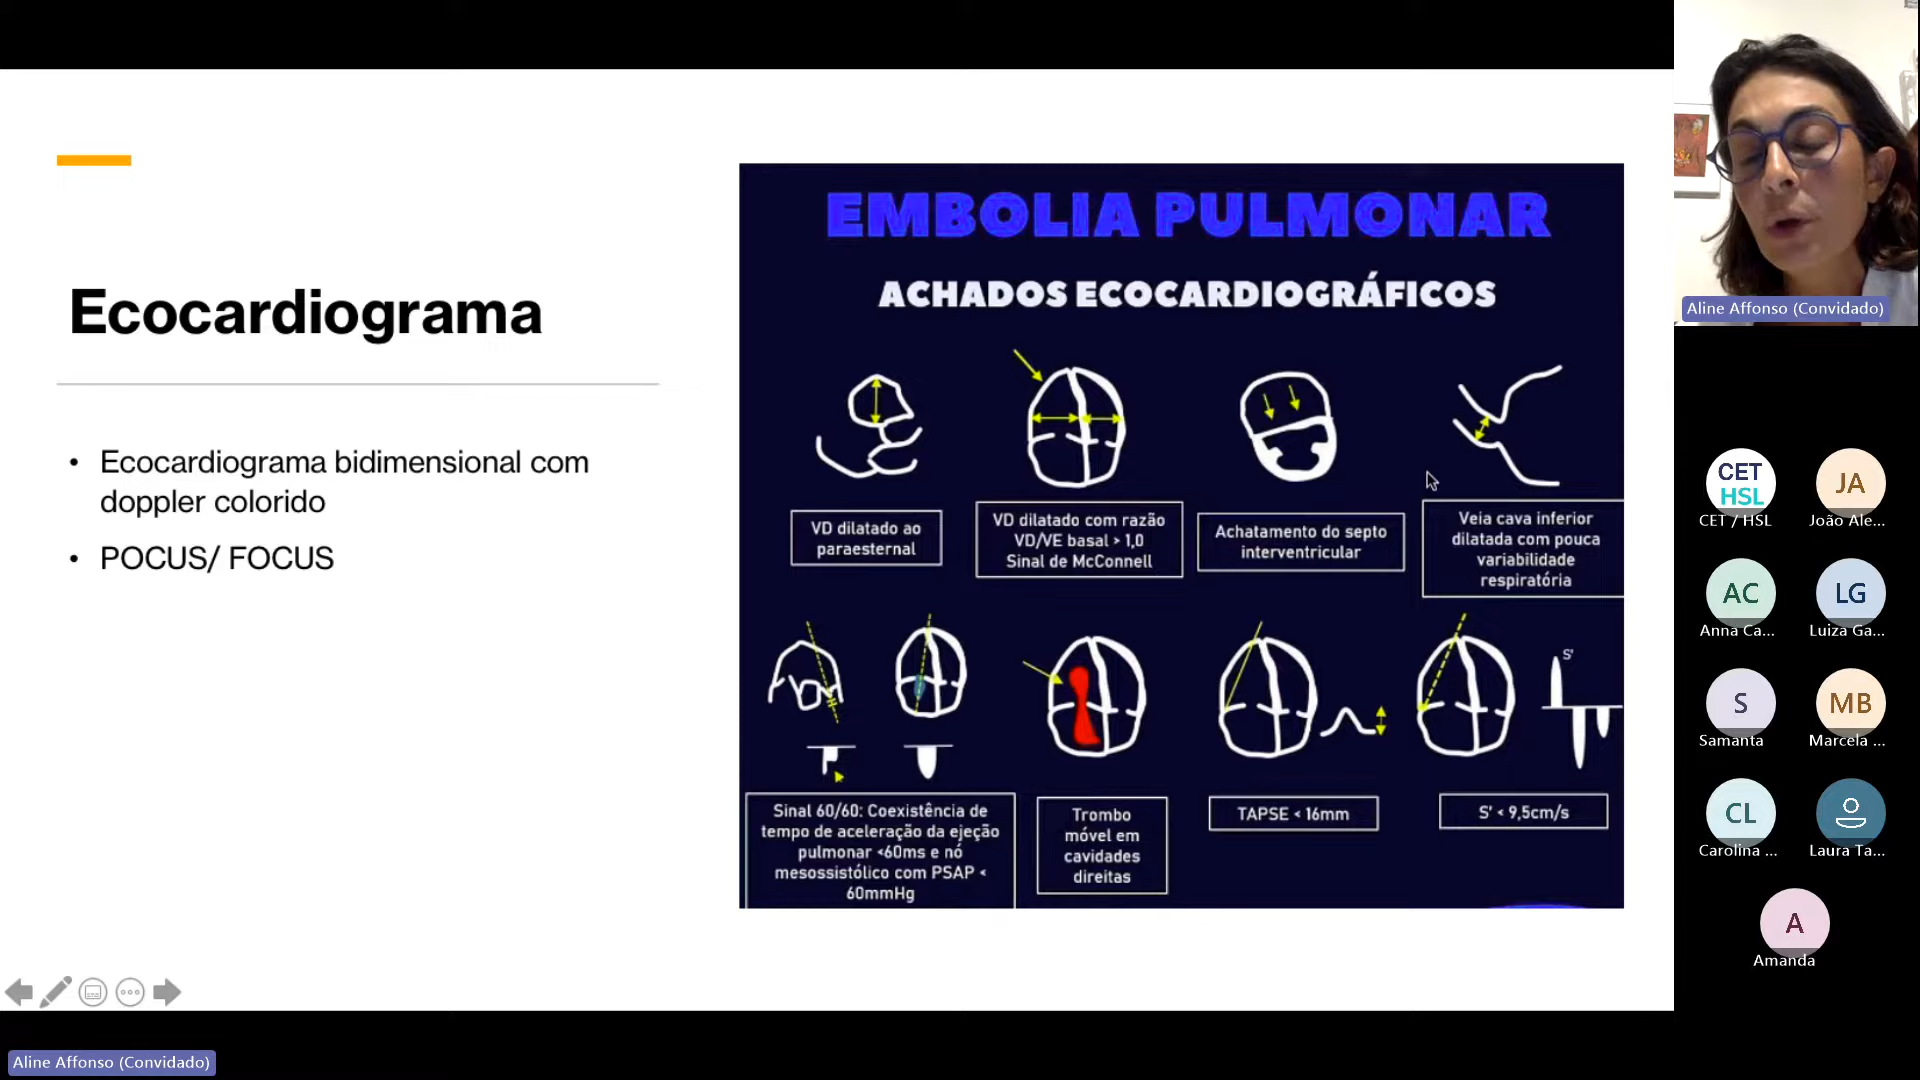 Ecocardiograma
• Ecocardiograma bidimensional com
doppler colorido
• POCUS/ FOCUS
EMBOLIA PULMONAR
ACHADOS ECOCARDIOGRÁFICOS
VD dilatado ao
paraesternal
VD dilatado com razão
VD/VE basal > 1,0
Sinal de McConnell
Achatamento do septo
interventricular
Veia cava inferior
dilatada com pouca
variabilidade
respiratória
S'
Sinal 60/60: Coexistência de
tempo de aceleração da ejeção
pulmonar <60ms e nó
mesossistólico com PSAP <
60mmHg
Trombo
móvel em
cavidades
direitas
TAPSE < 16mm
S' < 9,5cm/s
Aline Affonso (Convidado)
CET
HSL
CET / HSL
JA
João Ale...
AC
Anna Ca...
LG
Luiza Ga...
S
Samanta
MB
Marcela ...
CL
Carolina ...
Laura Ta...
A
Amanda
Aline Affonso (Convidado)